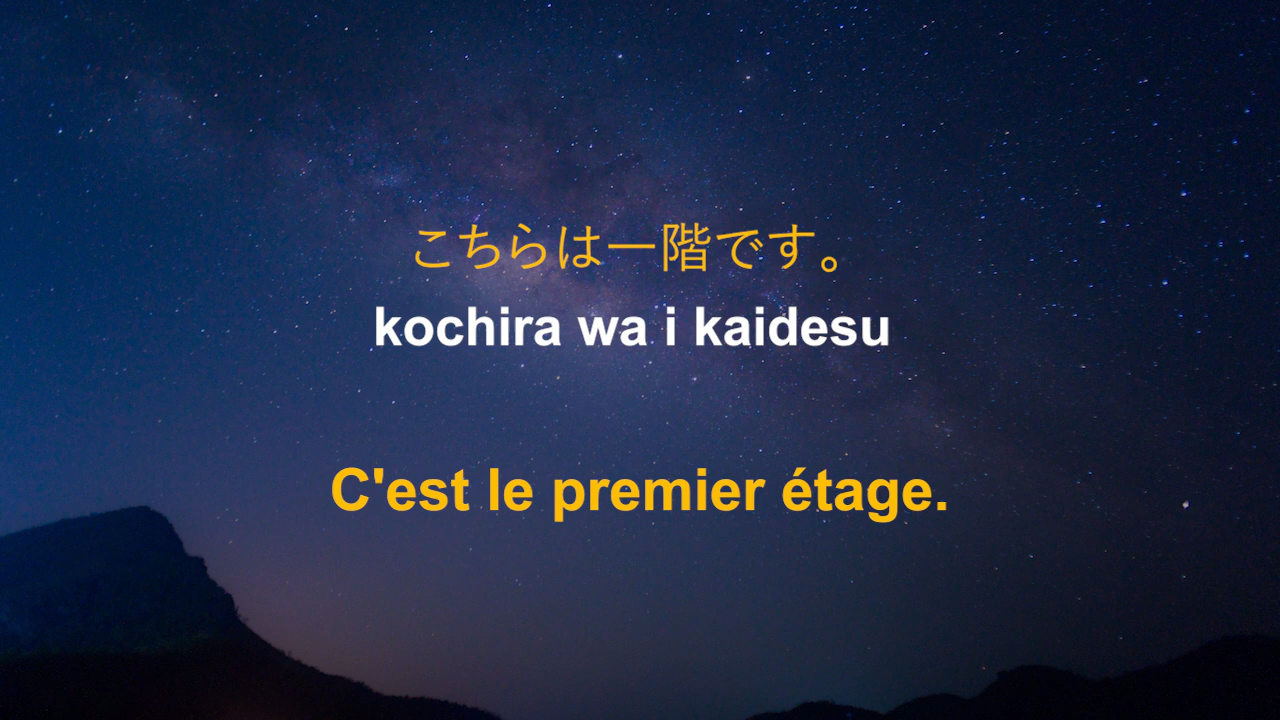 こちらは一階です。
kochira wa i kaidesu
C'est le premier étage.